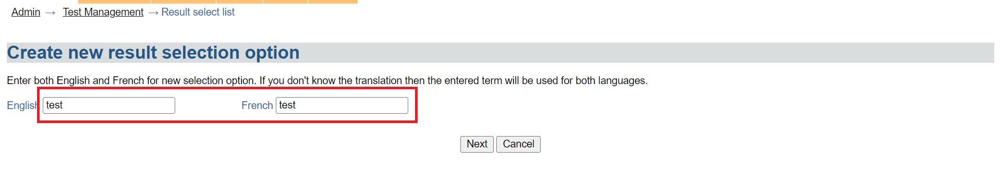 Admin → Test Management → Result select list
Create new result selection option
Enter both English and French for new selection option. If you don't know the translation then the entered term will be used for both languages.
English test French test
Next Cancel